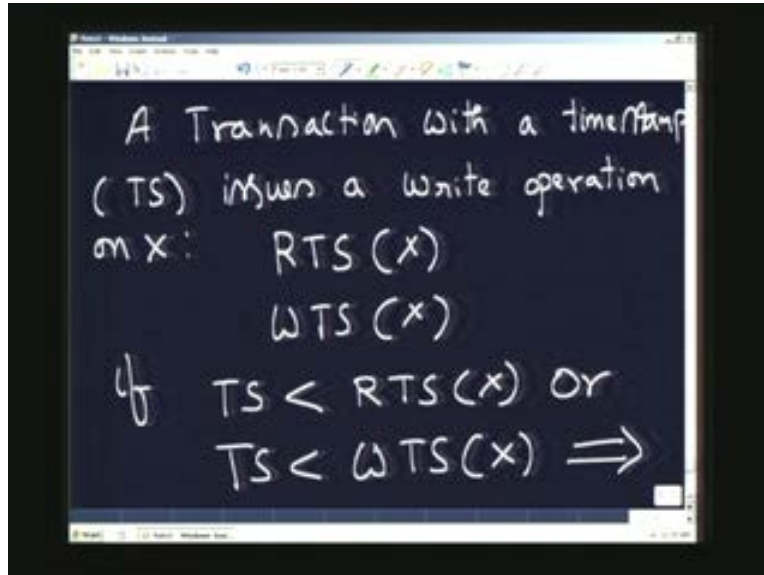 A Transaction with a timestamp
(TS) issues a write operation
on X:  RTS (X)
WTS (X)
if TS < RTS (X) or
TS < WTS (X) ⇒